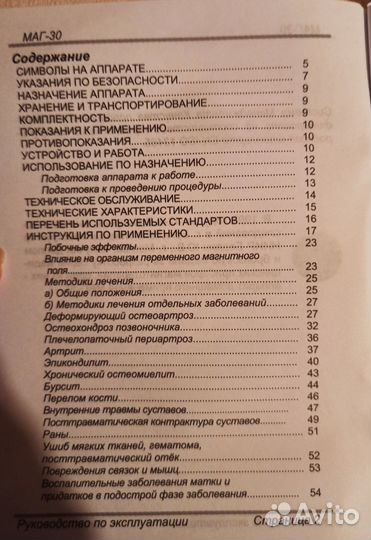 МАГ-30
Содержание
СИМВОЛЫ НА АППАРАТЕ 5
УКАЗАНИЯ ПО БЕЗОПАСНОСТИ 7
НАЗНАЧЕНИЕ АППАРАТА 9
ХРАНЕНИЕ И ТРАНСПОРТИРОВАНИЕ 9
КОМПЛЕКТНОСТЬ 9
ПОКАЗАНИЯ К ПРИМЕНЕНИЮ 10
ПРОТИВОПОКАЗАНИЯ 10
УСТРОЙСТВО И РАБОТА 10
ИСПОЛЬЗОВАНИЕ ПО НАЗНАЧЕНИЮ 12
Подготовка аппарата к работе 12
Подготовка к проведению процедуры 13
ТЕХНИЧЕСКОЕ ОБСЛУЖИВАНИЕ 14
ТЕХНИЧЕСКИЕ ХАРАКТЕРИСТИКИ 15
ПЕРЕЧЕНЬ ИСПОЛЬЗУЕМЫХ СТАНДАРТОВ 16
ИНСТРУКЦИЯ ПО ПРИМЕНЕНИЮ 17
Побочные эффекты 23
Влияние на организм переменного магнитного
поля 23
Методики лечения 25
а) Общие положения 25
б) Методики лечения отдельных заболеваний 27
Деформирующий остеоартроз 27
Остеохондроз позвоночника 32
Плечелопаточный периартроз 36
Артрит 37
Эпикондилит 40
Хронический остеомиелит 43
Бурсит 44
Перелом кости 46
Внутренние травмы суставов 47
Посттравматическая контрактура суставов 49
Раны 51
Ушиб мягких тканей, гематома,
посттравматический отёк 52
Повреждения связок и мышц 53
Воспалительные заболевания матки и
придатков в подострой фазе заболевания 54
Руководство по эксплуатации Страница 2
Avito